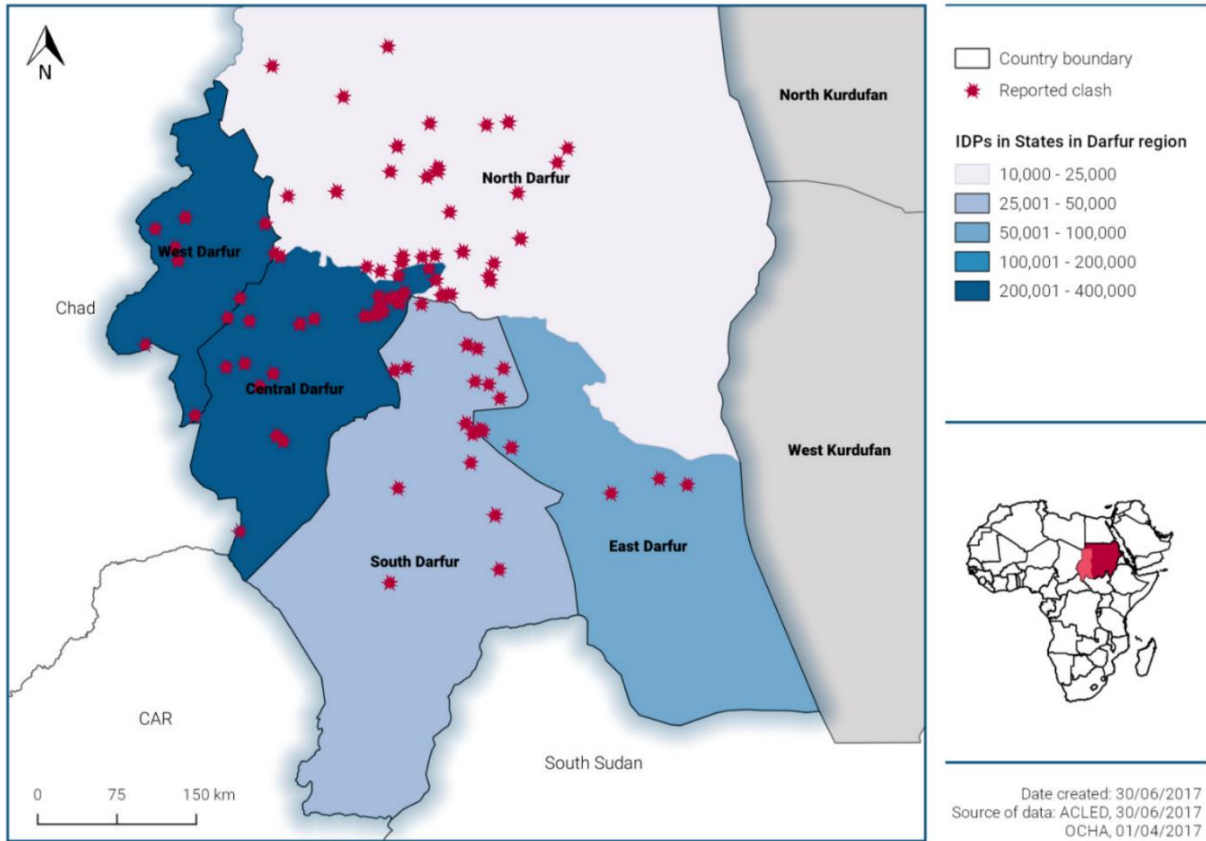 N
North Kurdufan
North Darfur
West Darfur
Chad
Central Darfur
West Kurdufan
South Darfur
East Darfur
CAR
South Sudan
0 75 150 km
Country boundary
Reported clash
IDPs in States in Darfur region
10,000 - 25,000
25,001 - 50,000
50,001 - 100,000
100,001 - 200,000
200,001 - 400,000
Date created: 30/06/2017
Source of data: ACLED, 30/06/2017
OCHA, 01/04/2017